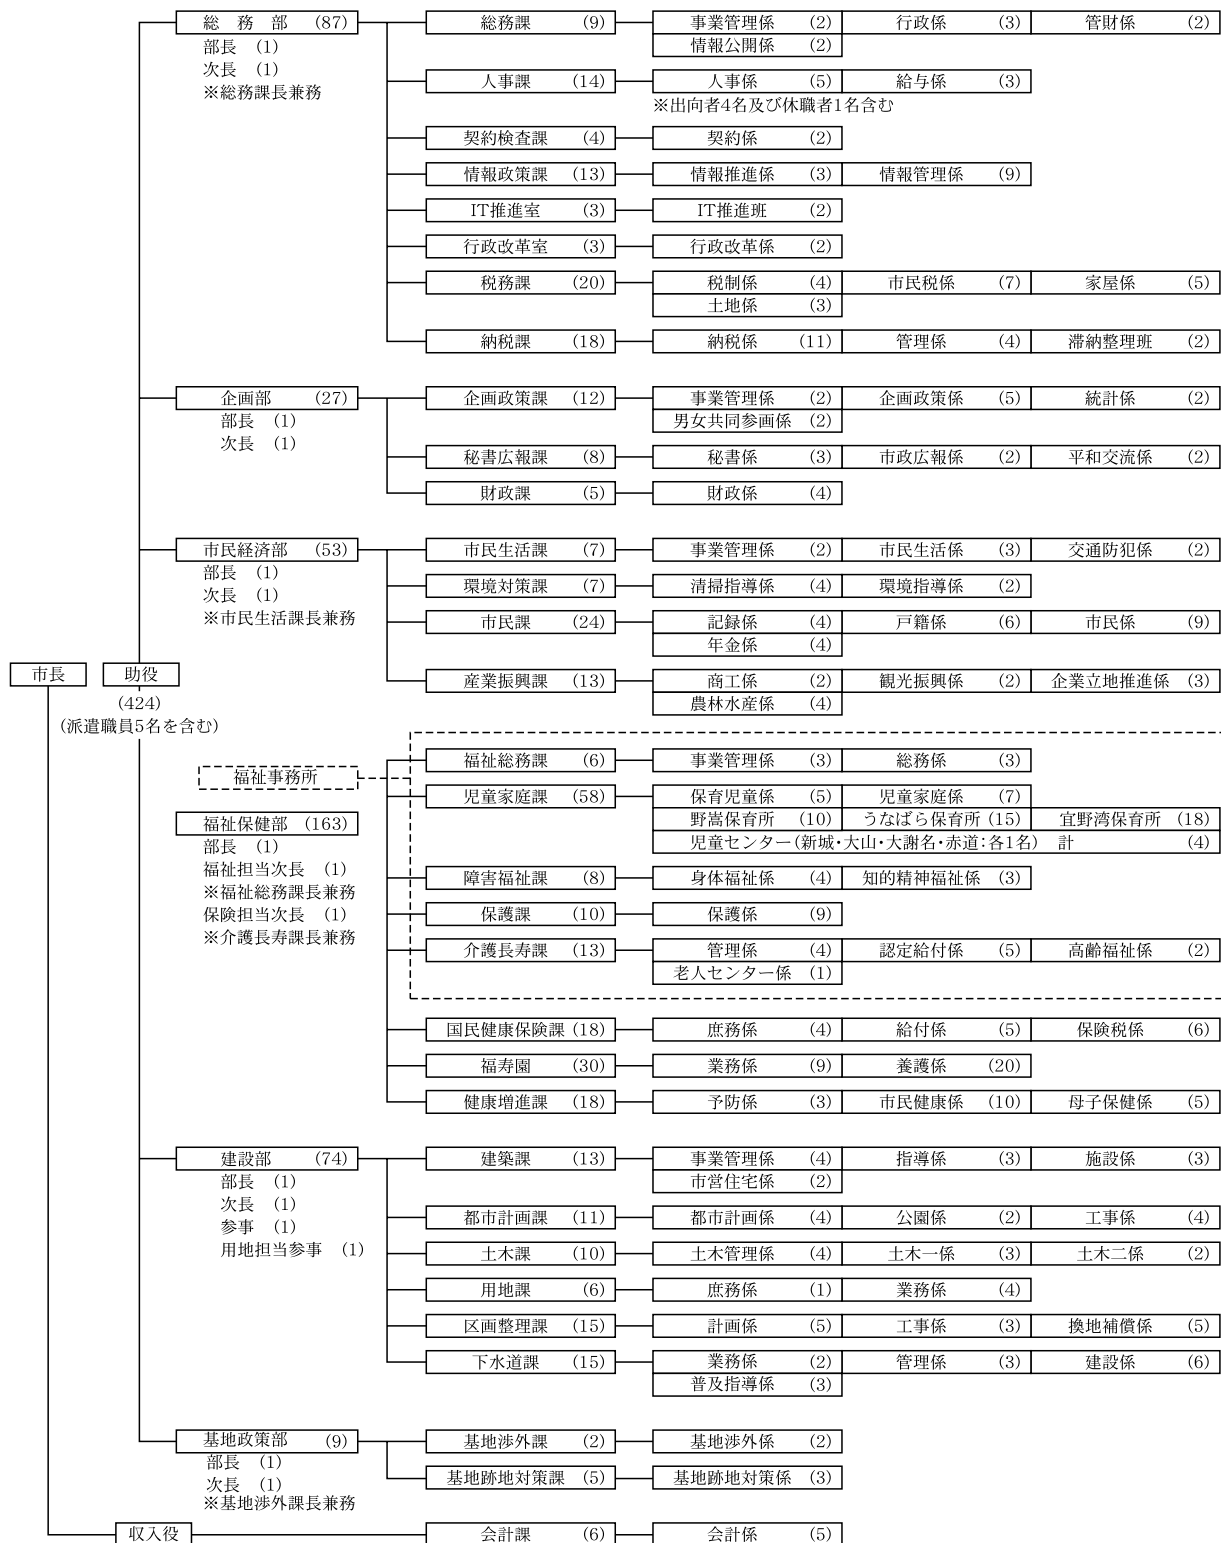 総務部 (87) 総務課 (9) 事業管理係 (2) 行政係 (3) 管財係 (2)
部長 (1) 情報公開係 (2)
次長 (1) 人事課 (14) 人事係 (5) 給与係 (3)
※総務課長兼務 ※出向者4名及び休職者1名含む
契約検査課 (4) 契約係 (2)
情報政策課 (13) 情報推進係 (3) 情報管理係 (9)
IT推進室 (3) IT推進班 (2)
行政改革室 (3) 行政改革係 (2)
税務課 (20) 税制係 (4) 市民税係 (7) 家屋係 (5)
土地係 (3)
納税課 (18) 納税係 (11) 管理係 (4) 滞納整理班 (2)
企画部 (27) 企画政策課 (12) 事業管理係 (2) 企画政策係 (5) 統計係 (2)
部長 (1) 男女共同参画係 (2)
次長 (1)
秘書広報課 (8) 秘書係 (3) 市政広報係 (2) 平和交流係 (2)
財政課 (5) 財政係 (4)
市民経済部 (53) 市民生活課 (7) 事業管理係 (2) 市民生活係 (3) 交通防犯係 (2)
部長 (1)
次長 (1) 環境対策課 (7) 清掃指導係 (4) 環境指導係 (2)
※市民生活課長兼務 市民課 (24) 記録係 (4) 戸籍係 (6) 市民係 (9)
年金係 (4)
市長 助役 産業振興課 (13) 商工係 (2) 観光振興係 (2) 企業立地推進係 (3)
(424) 農林水産係 (4)
(派遣職員5名を含む)
福祉総務課 (6) 事業管理係 (3) 総務係 (3)
福祉事務所
児童家庭課 (58) 保育児童係 (5) 児童家庭係 (7)
福祉保健部 (163) 野嵩保育所 (10) うなばら保育所 (15) 宜野湾保育所 (18)
部長 (1) 児童センター(新城・大山・大謝名・赤道:各1名) 計 (4)
福祉担当次長 (1) 障害福祉課 (8) 身体福祉係 (4) 知的精神福祉係 (3)
※福祉総務課長兼務
保険担当次長 (1) 保護課 (10) 保護係 (9)
※介護長寿課長兼務 介護長寿課 (13) 管理係 (4) 認定給付係 (5) 高齢福祉係 (2)
老人センター係 (1)
国民健康保険課 (18) 庶務係 (4) 給付係 (5) 保険税係 (6)
福寿園 (30) 業務係 (9) 養護係 (20)
健康増進課 (18) 予防係 (3) 市民健康係 (10) 母子保健係 (5)
建設部 (74) 建築課 (13) 事業管理係 (4) 指導係 (3) 施設係 (3)
部長 (1) 市営住宅係 (2)
次長 (1) 都市計画課 (11) 都市計画係 (4) 公園係 (2) 工事係 (4)
参事 (1)
用地担当参事 (1) 土木課 (10) 土木管理係 (4) 土木一係 (3) 土木二係 (2)
用地課 (6) 庶務係 (1) 業務係 (4)
区画整理課 (15) 計画係 (5) 工事係 (3) 換地補償係 (5)
下水道課 (15) 業務係 (2) 管理係 (3) 建設係 (6)
普及指導係 (3)
基地政策部 (9) 基地渉外課 (2) 基地渉外係 (2)
部長 (1)
次長 (1) 基地跡地対策課 (5) 基地跡地対策係 (3)
※基地渉外課長兼務
収入役 会計課 (6) 会計係 (5)